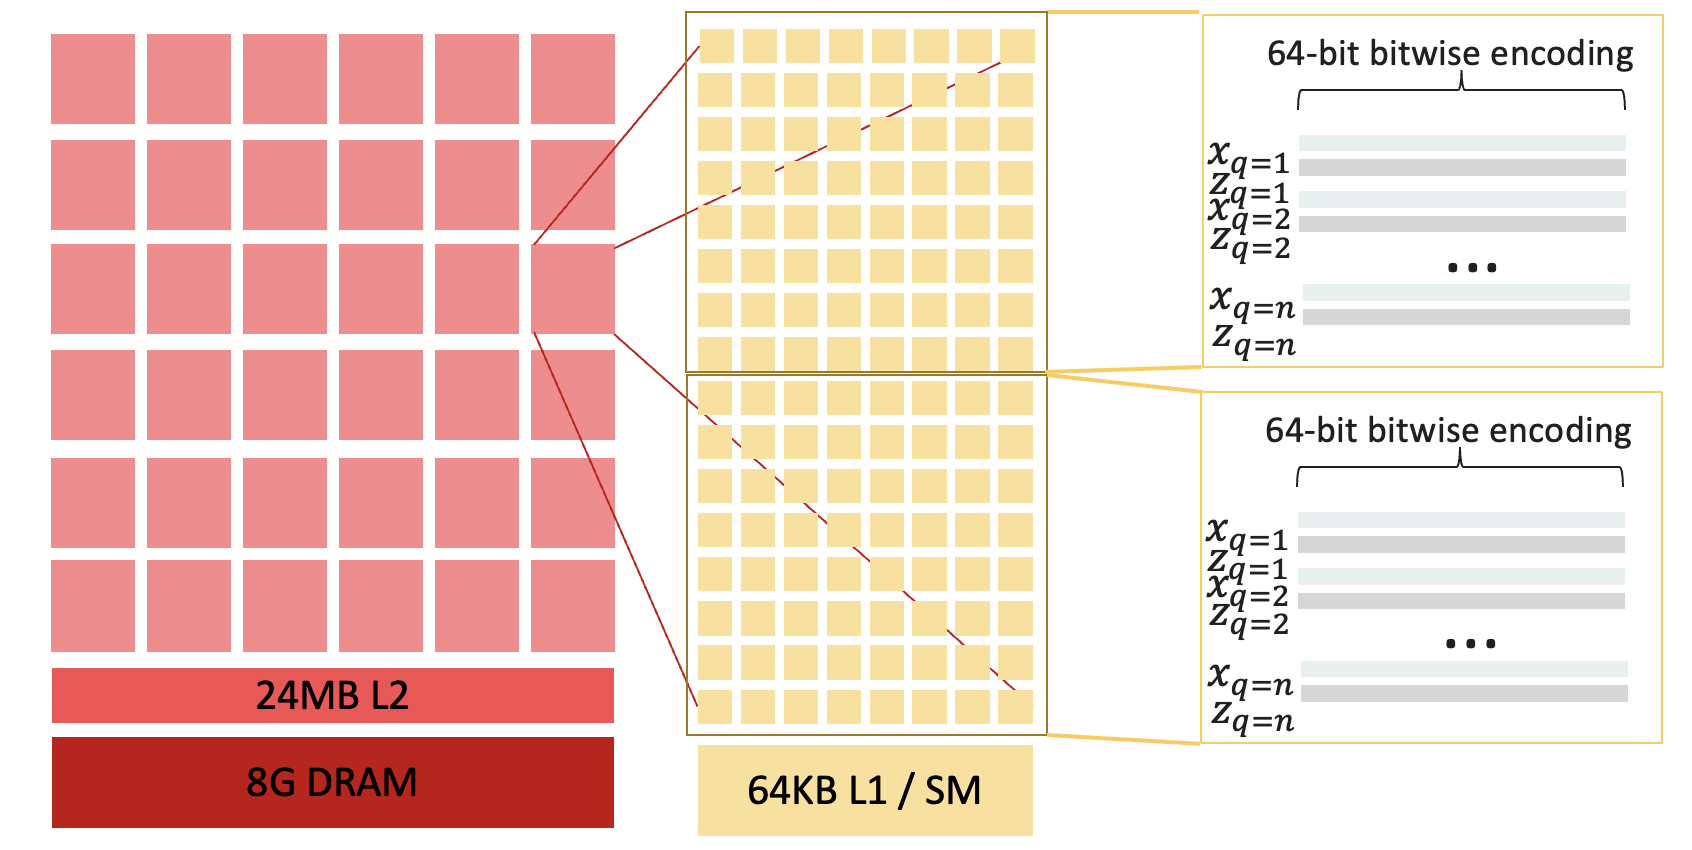 64-bit bitwise encoding
x_{q=1}
z_{q=1}
x_{q=2}
z_{q=2}
...
x_{q=n}
z_{q=n}
64-bit bitwise encoding
x_{q=1}
z_{q=1}
x_{q=2}
z_{q=2}
...
x_{q=n}
z_{q=n}
24MB L2
8G DRAM
64KB L1 / SM